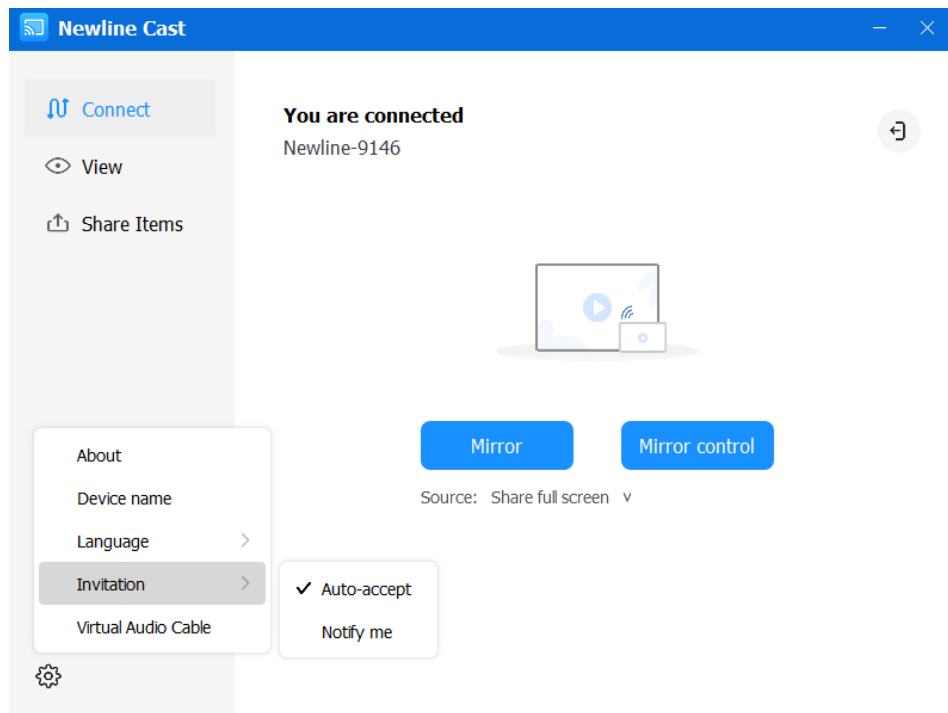 Newline Cast
Connect
View
Share Items
You are connected
Newline-9146
Mirror
Mirror control
Source: Share full screen
About
Device name
Language
Invitation
Virtual Audio Cable
Auto-accept
Notify me